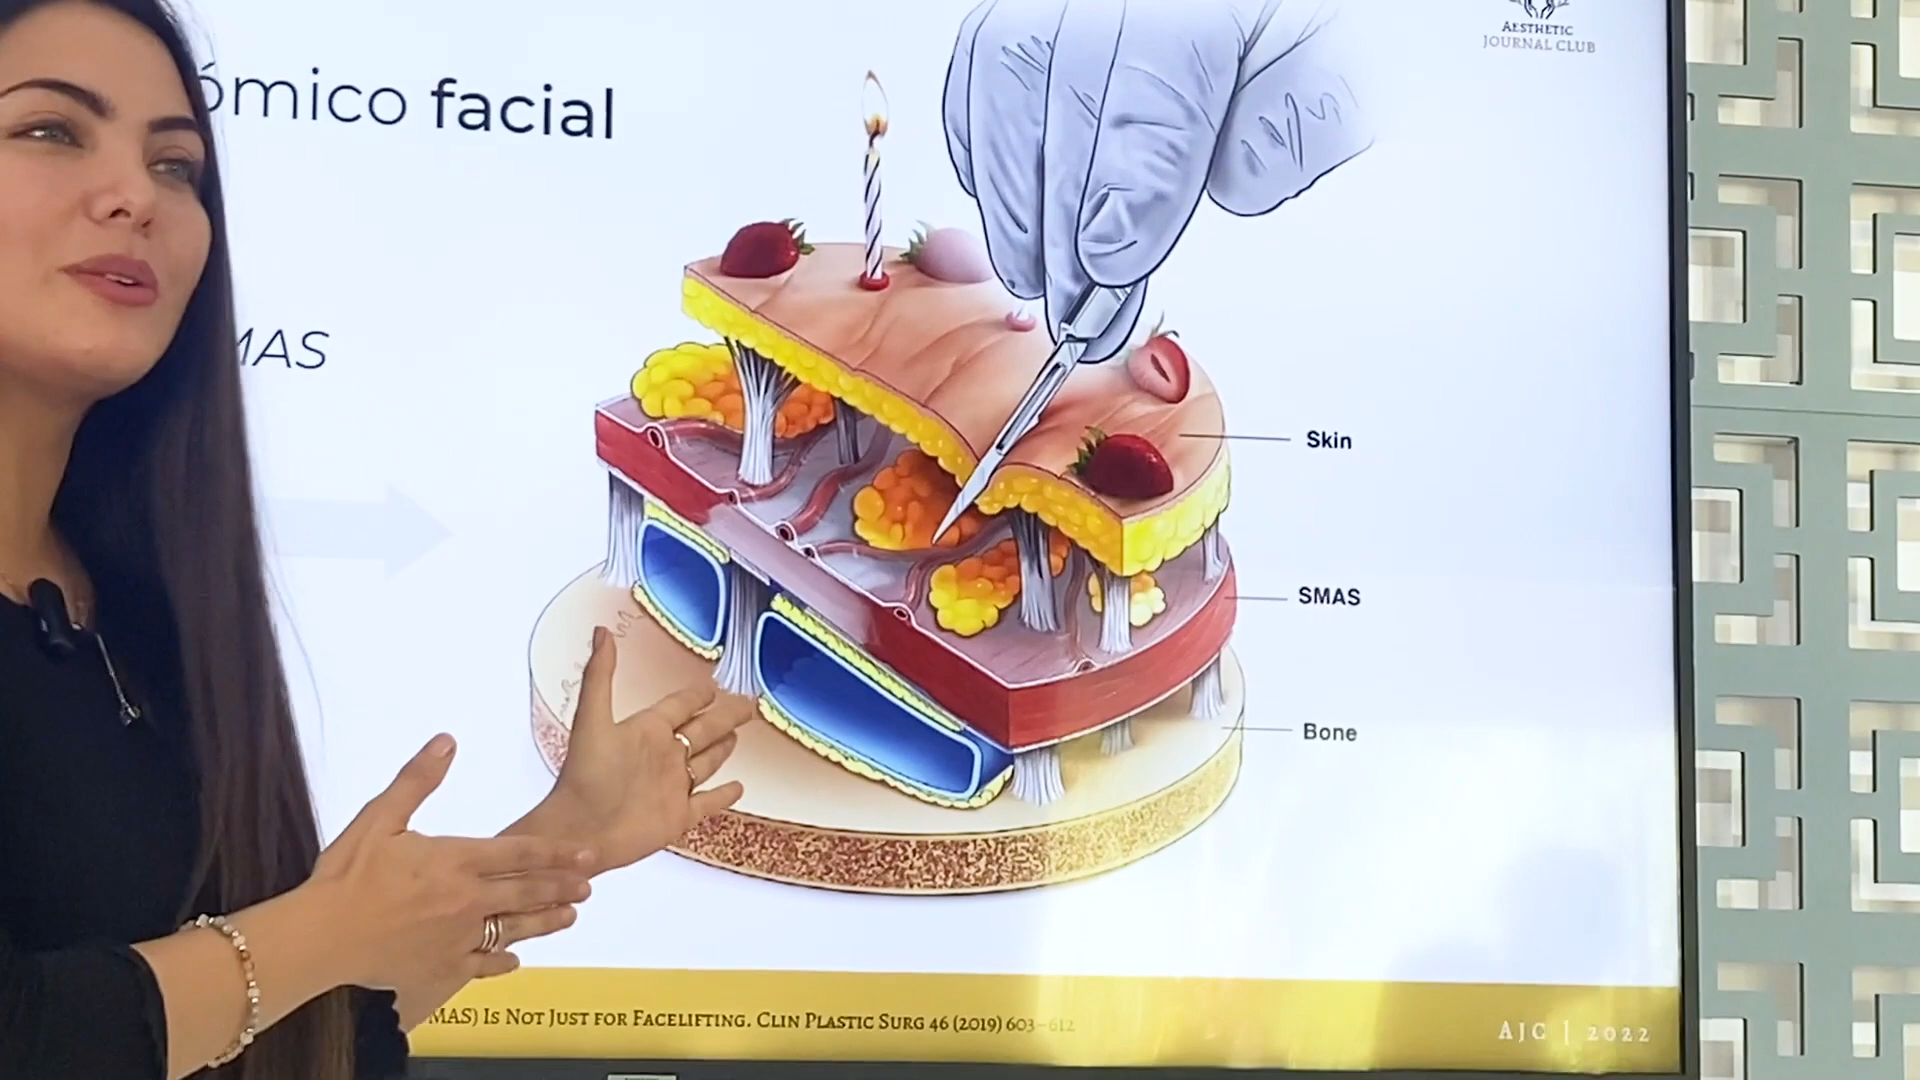 AESTHETIC
JOURNAL CLUB
ómico facial
MAS
Skin
SMAS
Bone
MAS) IS NOT JUST FOR FACELIFTING. CLIN PLASTIC SURG 46 (2019) 603–612
AJC | 2022